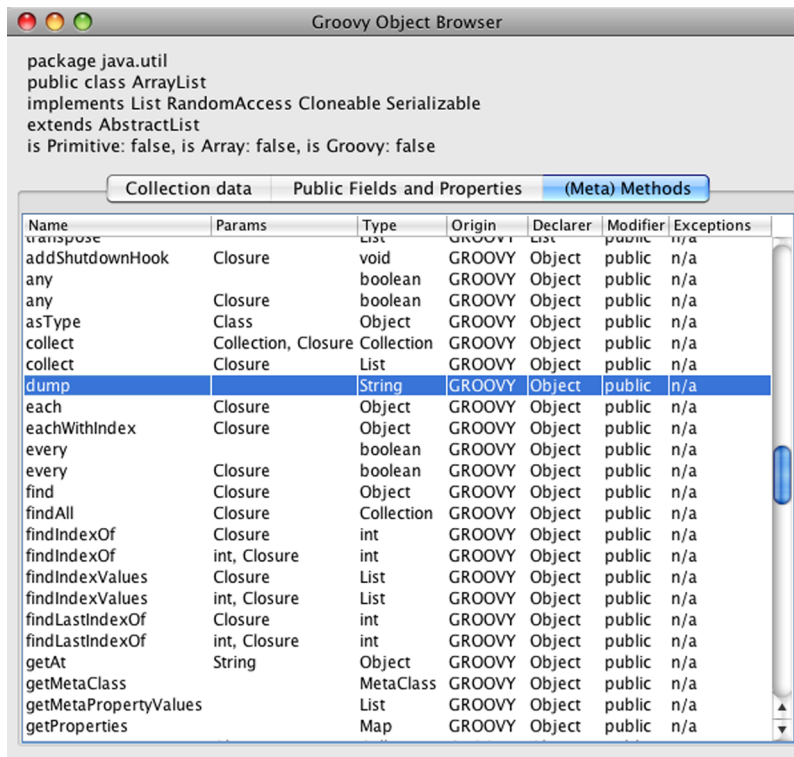 Groovy Object Browser
package java.util
public class ArrayList
implements List RandomAccess Cloneable Serializable
extends AbstractList
is Primitive: false, is Array: false, is Groovy: false
Collection data Public Fields and Properties (Meta) Methods
Name Params Type Origin Declarer Modifier Exceptions
transpose List GROOVY List public n/a
addShutdownHook Closure void GROOVY Object public n/a
any boolean GROOVY Object public n/a
any Closure boolean GROOVY Object public n/a
asType Class Object GROOVY Object public n/a
collect Collection, Closure Collection GROOVY Object public n/a
collect Closure List GROOVY Object public n/a
dump String GROOVY Object public n/a
each Closure Object GROOVY Object public n/a
eachWithIndex Closure Object GROOVY Object public n/a
every boolean GROOVY Object public n/a
every Closure boolean GROOVY Object public n/a
find Closure Object GROOVY Object public n/a
findAll Closure Collection GROOVY Object public n/a
findIndexOf Closure int GROOVY Object public n/a
findIndexOf int, Closure int GROOVY Object public n/a
findIndexValues Closure List GROOVY Object public n/a
findIndexValues int, Closure List GROOVY Object public n/a
findLastIndexOf Closure int GROOVY Object public n/a
findLastIndexOf int, Closure int GROOVY Object public n/a
getAt String Object GROOVY Object public n/a
getMetaClass MetaClass GROOVY Object public n/a
getMetaPropertyValues List GROOVY Object public n/a
getProperties Map GROOVY Object public n/a